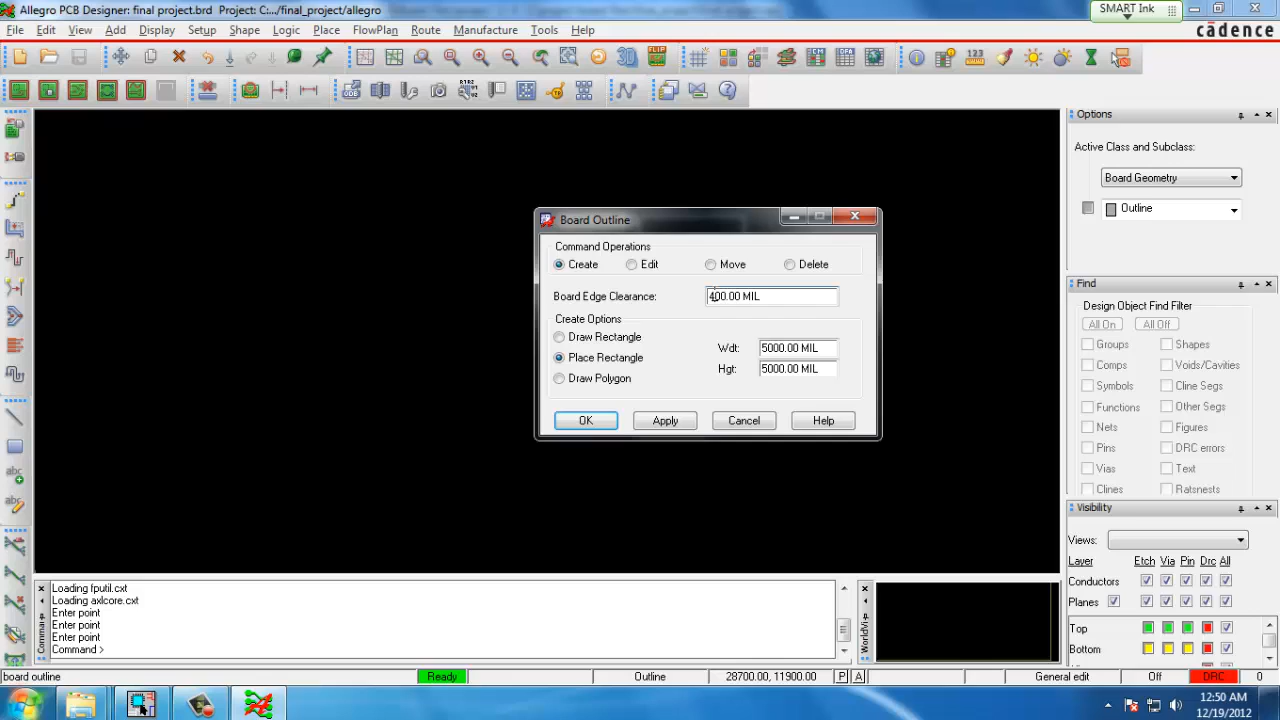 Allegro PCB Designer: final project.brd Project: C:.../final_project/allegro
SMART Ink
File Edit View Add Display Setup Shape Logic Place FlowPlan Route Manufacture Tools Help
cādence
Options
Active Class and Subclass:
Board Geometry
Outline
Board Outline
Command Operations
Create Edit Move Delete
Board Edge Clearance: 400.00 MIL
Create Options
Draw Rectangle
Place Rectangle
Draw Polygon
Wdt: 5000.00 MIL
Hgt: 5000.00 MIL
OK Apply Cancel Help
Find
Design Object Find Filter
All On All Off
Groups Shapes
Comps Voids/Cavities
Symbols Cline Segs
Functions Other Segs
Nets Figures
Pins DRC errors
Vias Text
Clines Ratsnests
Visibility
Views:
Layer Etch Via Pin Drc All
Conductors
Planes
Top
Bottom
Loading fputil.cxt
Loading axlcore.cxt
Enter point
Enter point
Enter point
Command >
board outline
Ready
Outline
28700.00, 11900.00
P A
General edit
Off
DRC
0
12:50 AM
12/19/2012